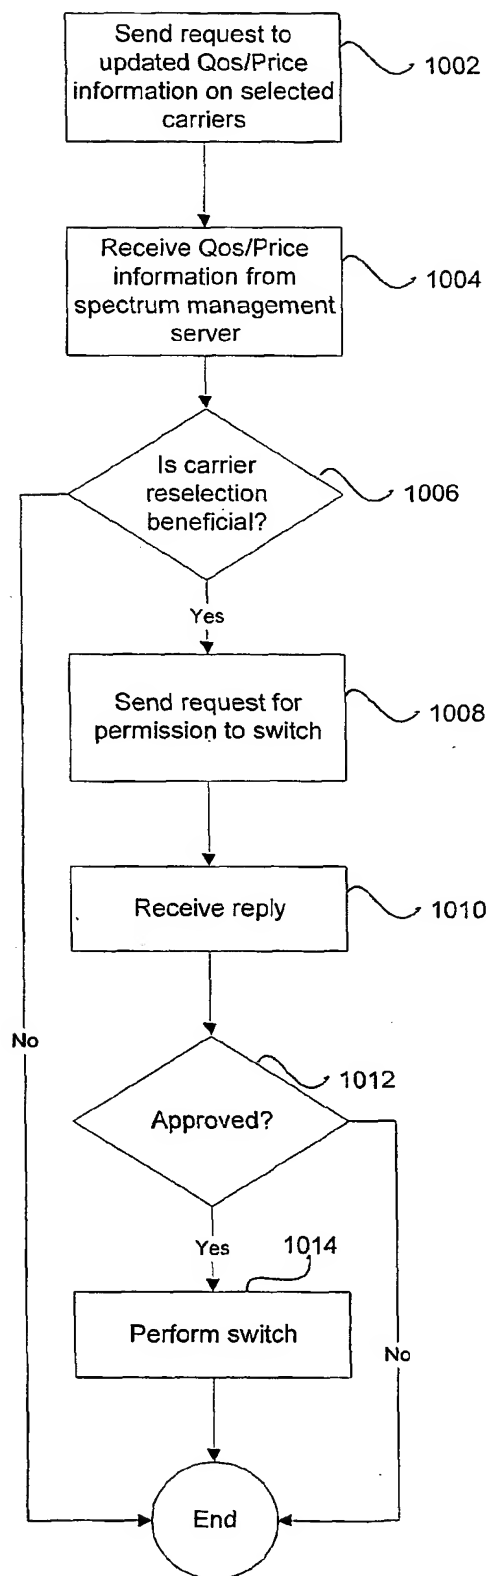 Send request to
updated Qos/Price
information on selected
carriers
1002
Receive Qos/Price
information from
spectrum management
server
1004
Is carrier
reselection
beneficial?
1006
Yes
Send request for
permission to switch
1008
Receive reply
1010
No
1012
Approved?
Yes
1014
Perform switch
No
End